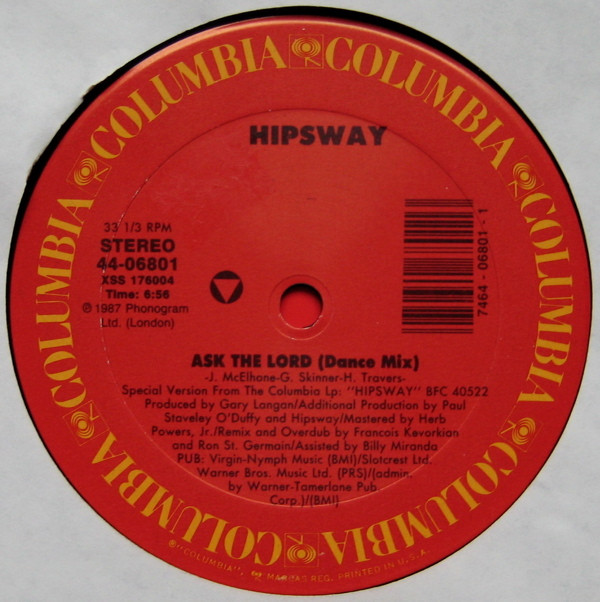 COLUMBIA COLUMBIA COLUMBIA COLUMBIA COLUMBIA COLUMBIA COLUMBIA COLUMBIA
HIPSWAY
33 1/3 RPM
STEREO
44-06801
XSS 176004
Time: 6:56
℗ 1987 Phonogram
Ltd. (London)
7464-06801-1
ASK THE LORD (Dance Mix)
-J. McElhone-G. Skinner-H. Travers-
Special Version From The Columbia Lp: "HIPSWAY" BFC 40522
Produced by Gary Langan/Additional Production by Paul
Staveley O'Duffy and Hipsway/Mastered by Herb
Powers, Jr./Remix and Overdub by Francois Kevorkian
and Ron St. Germain/Assisted by Billy Miranda
PUB: Virgin-Nymph Music (BMI)/Slotcrest Ltd.
Warner Bros. Music Ltd. (PRS)/(admin.
by Warner-Tamerlane Pub
Corp.)/(BMI)
"COLUMBIA", MARCAS REG. PRINTED IN U.S.A.